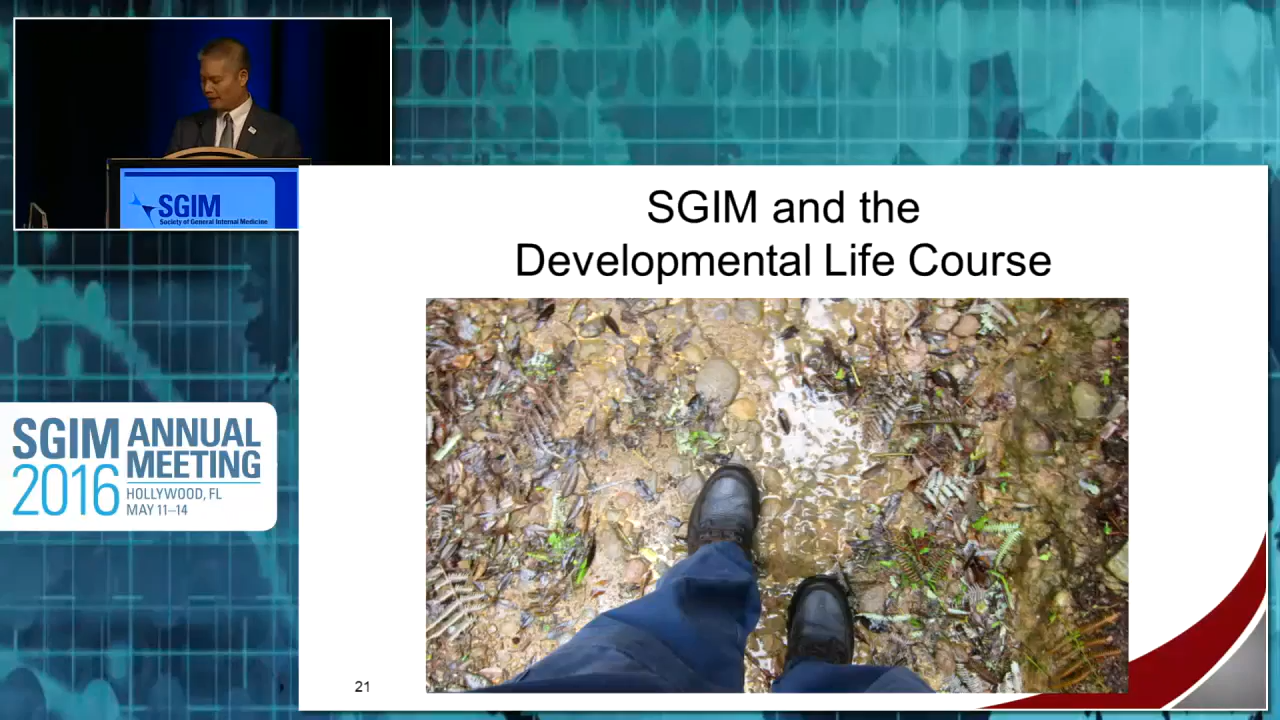 SGIM
Society of General Internal Medicine
SGIM and the
Developmental Life Course
SGIM ANNUAL
2016 MEETING
HOLLYWOOD, FL
MAY 11–14
21